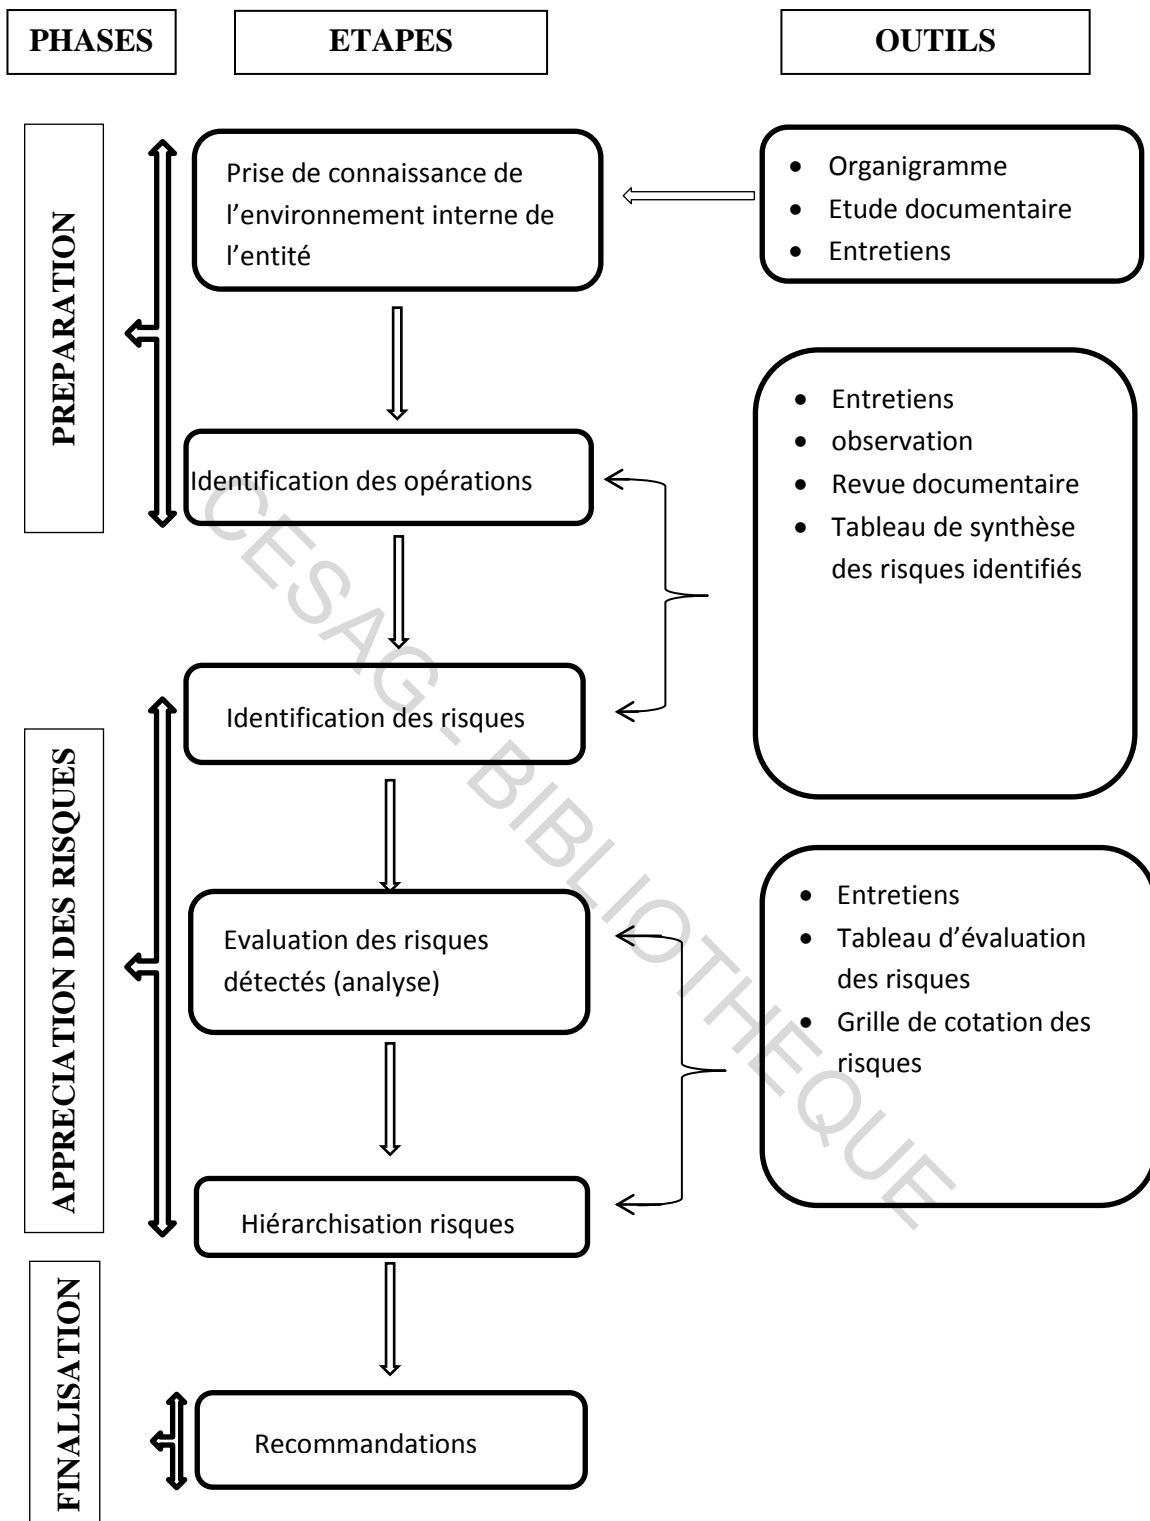 PHASES
ETAPES
OUTILS
PREPARATION
Prise de connaissance de
l’environnement interne de
l’entité
• Organigramme
• Etude documentaire
• Entretiens
Identification des opérations
• Entretiens
• observation
• Revue documentaire
• Tableau de synthèse
des risques identifiés
APPRECIATION DES RISQUES
Identification des risques
Evaluation des risques
détectés (analyse)
• Entretiens
• Tableau d’évaluation
des risques
• Grille de cotation des
risques
Hiérarchisation risques
FINALISATION
Recommandations
CESAG - BIBLIOTHEQUE